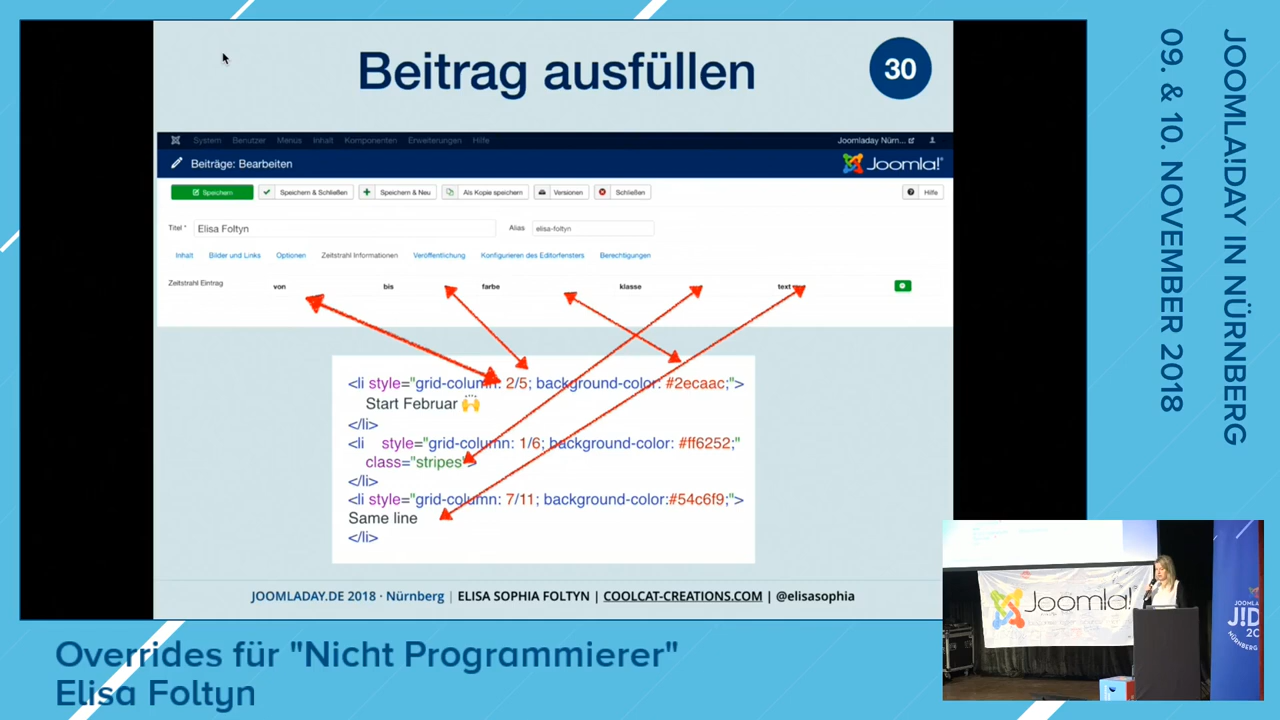 Beitrag ausfüllen
30
System Benutzer Menüs Inhalt Komponenten Erweiterungen Hilfe
Joomladay Nürn...
Beiträge: Bearbeiten
Joomla!®
Speichern
Speichern & Schließen
Speichern & Neu
Als Kopie speichern
Versionen
Schließen
Hilfe
Titel * Elisa Foltyn
Alias elisa-foltyn
Inhalt Bilder und Links Optionen Zeitstrahl Informationen Veröffentlichung Konfigurieren des Editorfensters Berechtigungen
Zeitstrahl Eintrag von bis farbe klasse text
<li style="grid-column: 2/5; background-color: #2ecaac;">
Start Februar 🙌
</li>
<li style="grid-column: 1/6; background-color: #ff6252;"
class="stripes">
</li>
<li style="grid-column: 7/11; background-color:#54c6f9;">
Same line
</li>
JOOMLADAY.DE 2018 · Nürnberg | ELISA SOPHIA FOLTYN | COOLCAT-CREATIONS.COM | @elisasophia
JOOMLA!DAY IN NÜRNBERG
09. & 10. NOVEMBER 2018
Joomla!
Overrides für "Nicht Programmierer"
Elisa Foltyn